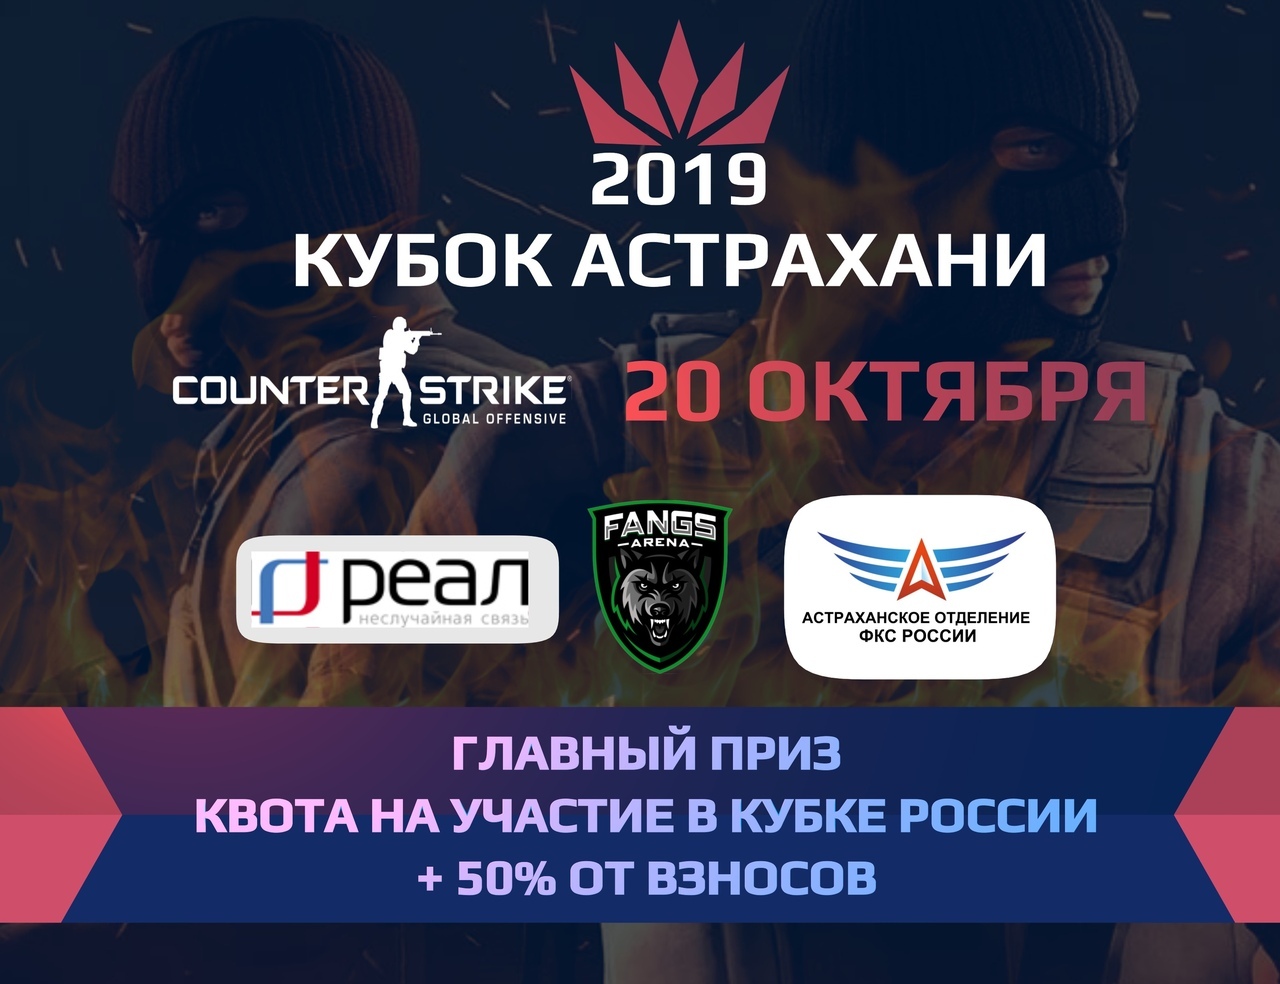 2019
КУБОК АСТРАХАНИ
COUNTER STRIKE
GLOBAL OFFENSIVE
20 ОКТЯБРЯ
реал
неслучайная связь
FANGS
ARENA
АСТРАХАНСКОЕ ОТДЕЛЕНИЕ
ФКС РОССИИ
ГЛАВНЫЙ ПРИЗ
КВОТА НА УЧАСТИЕ В КУБКЕ РОССИИ
+ 50% ОТ ВЗНОСОВ